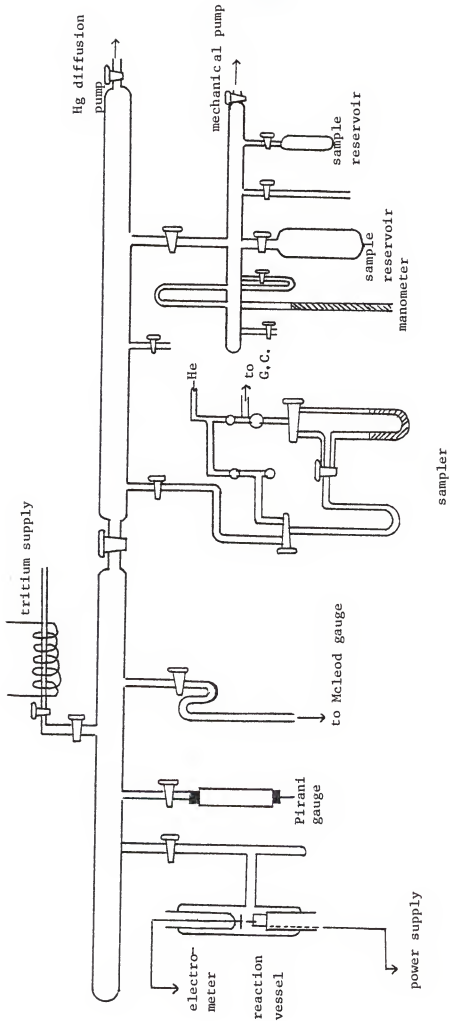 Hg diffusion
pump
mechanical pump
sample
reservoir
sample
reservoir
manometer
He
to
G.C.
sampler
tritium supply
to Mcleod gauge
Pirani
gauge
electro-
meter
reaction
vessel
power supply